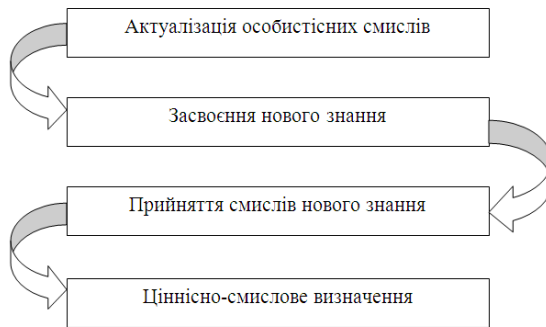 Актуалізація особистісних смислів
Засвоєння нового знання
Прийняття смислів нового знання
Ціннісно-смислове визначення